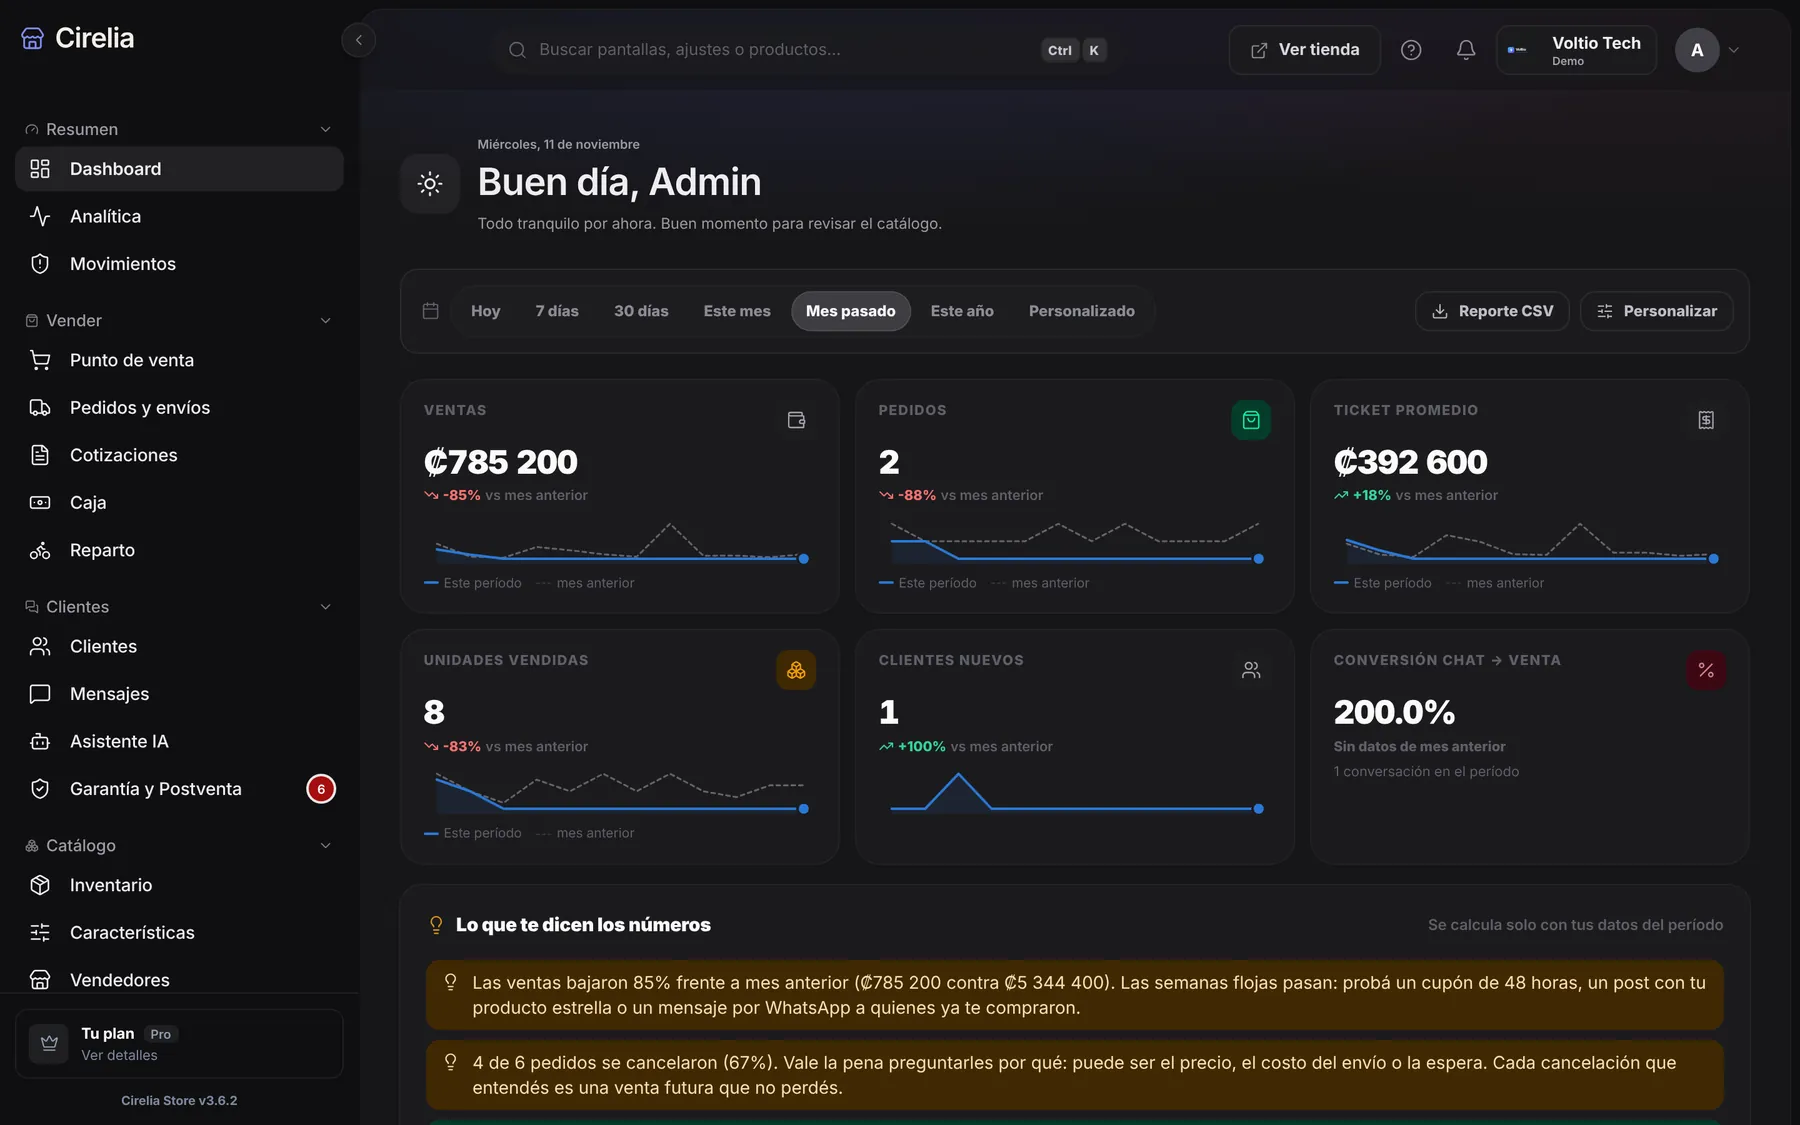 Cirelia
Buscar pantallas, ajustes o productos...
Ctrl K
Ver tienda
Voltio Tech
Demo
A
Resumen
Dashboard
Analítica
Movimientos
Vender
Punto de venta
Pedidos y envíos
Cotizaciones
Caja
Reparto
Clientes
Clientes
Mensajes
Asistente IA
Garantía y Postventa
6
Catálogo
Inventario
Características
Vendedores
Tu plan Pro
Ver detalles
Cirelia Store v3.6.2
Miércoles, 11 de noviembre
Buen día, Admin
Todo tranquilo por ahora. Buen momento para revisar el catálogo.
Hoy 7 días 30 días Este mes Mes pasado Este año Personalizado
Reporte CSV
Personalizar
VENTAS
₡785 200
-85% vs mes anterior
Este período mes anterior
PEDIDOS
2
-88% vs mes anterior
Este período mes anterior
TICKET PROMEDIO
₡392 600
+18% vs mes anterior
Este período mes anterior
UNIDADES VENDIDAS
8
-83% vs mes anterior
Este período mes anterior
CLIENTES NUEVOS
1
+100% vs mes anterior
CONVERSIÓN CHAT → VENTA
200.0%
Sin datos de mes anterior
1 conversación en el período
Lo que te dicen los números
Se calcula solo con tus datos del período
Las ventas bajaron 85% frente a mes anterior (₡785 200 contra ₡5 344 400). Las semanas flojas pasan: probá un cupón de 48 horas, un post con tu
producto estrella o un mensaje por WhatsApp a quienes ya te compraron.
4 de 6 pedidos se cancelaron (67%). Vale la pena preguntarles por qué: puede ser el precio, el costo del envío o la espera. Cada cancelación que
entendés es una venta futura que no perdés.